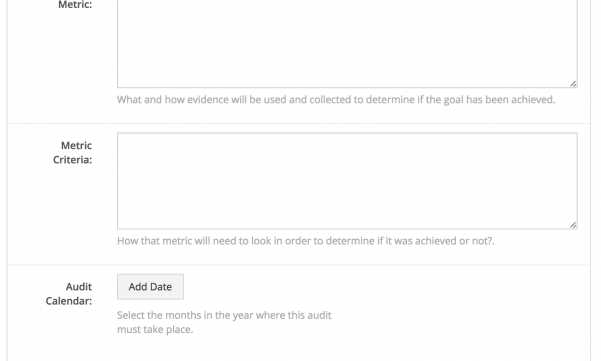 Metric:
What and how evidence will be used and collected to determine if the goal has been achieved.
Metric
Criteria:
How that metric will need to look in order to determine if it was achieved or not?.
Audit
Calendar:
Add Date
Select the months in the year where this audit
must take place.